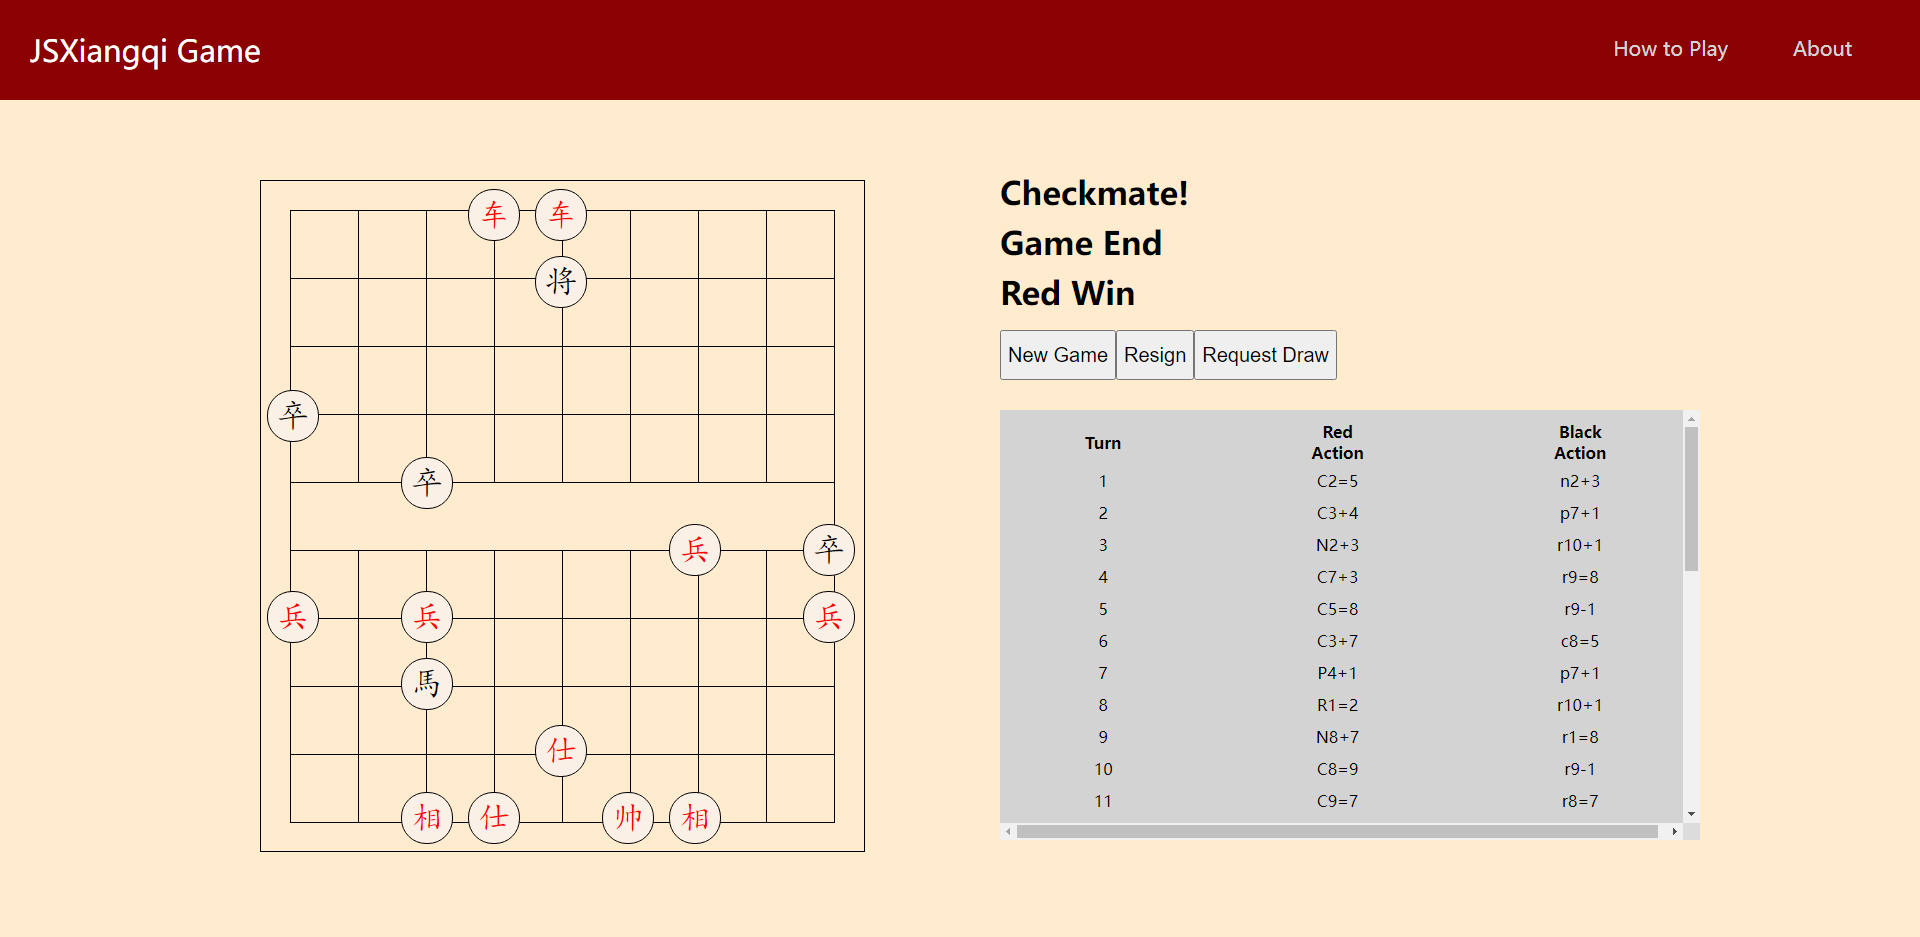 JSXiangqi Game
How to Play
About
车 车
将
卒
卒
兵 卒
兵 兵 兵
馬
仕
相 仕 帅 相
Checkmate!
Game End
Red Win
New Game Resign Request Draw
Turn Red Action Black Action
1 C2=5 n2+3
2 C3+4 p7+1
3 N2+3 r10+1
4 C7+3 r9=8
5 C5=8 r9-1
6 C3+7 c8=5
7 P4+1 p7+1
8 R1=2 r10+1
9 N8+7 r1=8
10 C8=9 r9-1
11 C9=7 r8=7